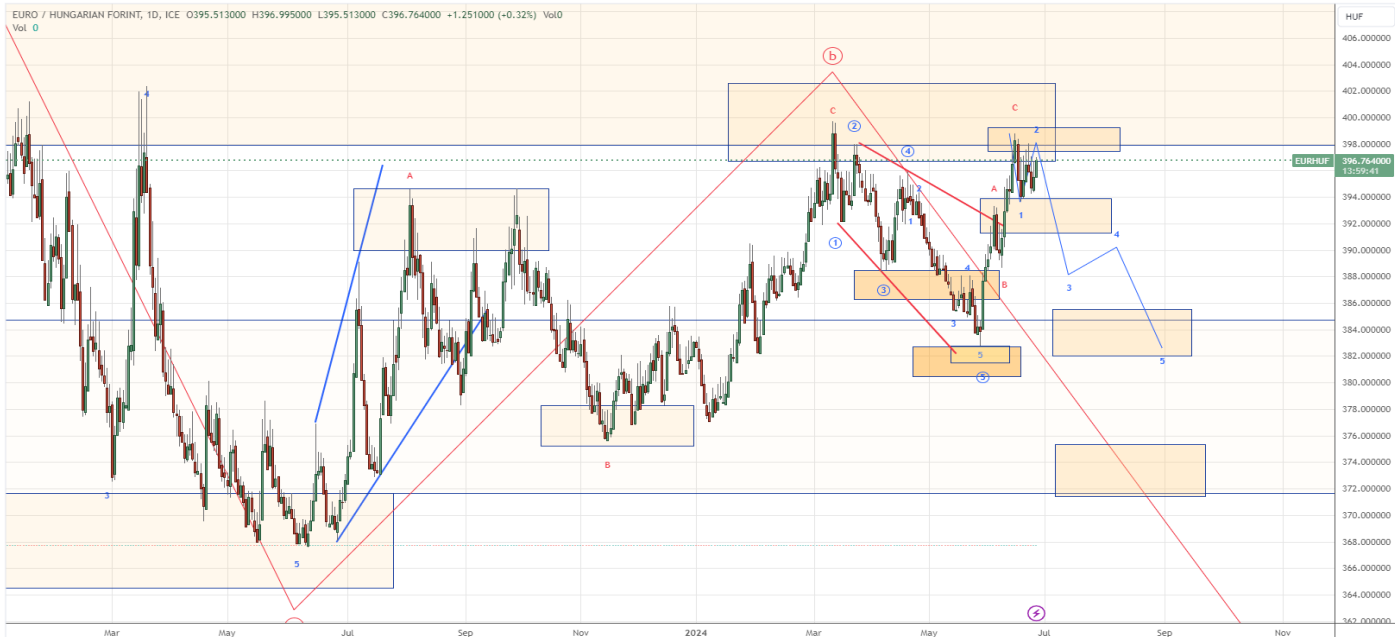 EURO / HUNGARIAN FORINT, 1D, ICE O395.513000 H396.995000 L395.513000 C396.764000 +1.251000 (+0.32%) Vol0
Vol 0
HUF
406.000000
404.000000
402.000000
400.000000
398.000000
EURHUF 396.764000
13:59:41
394.000000
392.000000
390.000000
388.000000
386.000000
384.000000
382.000000
380.000000
378.000000
376.000000
374.000000
372.000000
370.000000
368.000000
366.000000
364.000000
362.000000
b
4
C
2
C
2
4
A
2
A
1
1
1
4
4
B
3
3
3
5
5
5
B
3
5
Mar
May
Jul
Sep
Nov
2024
Mar
May
Jul
Sep
Nov